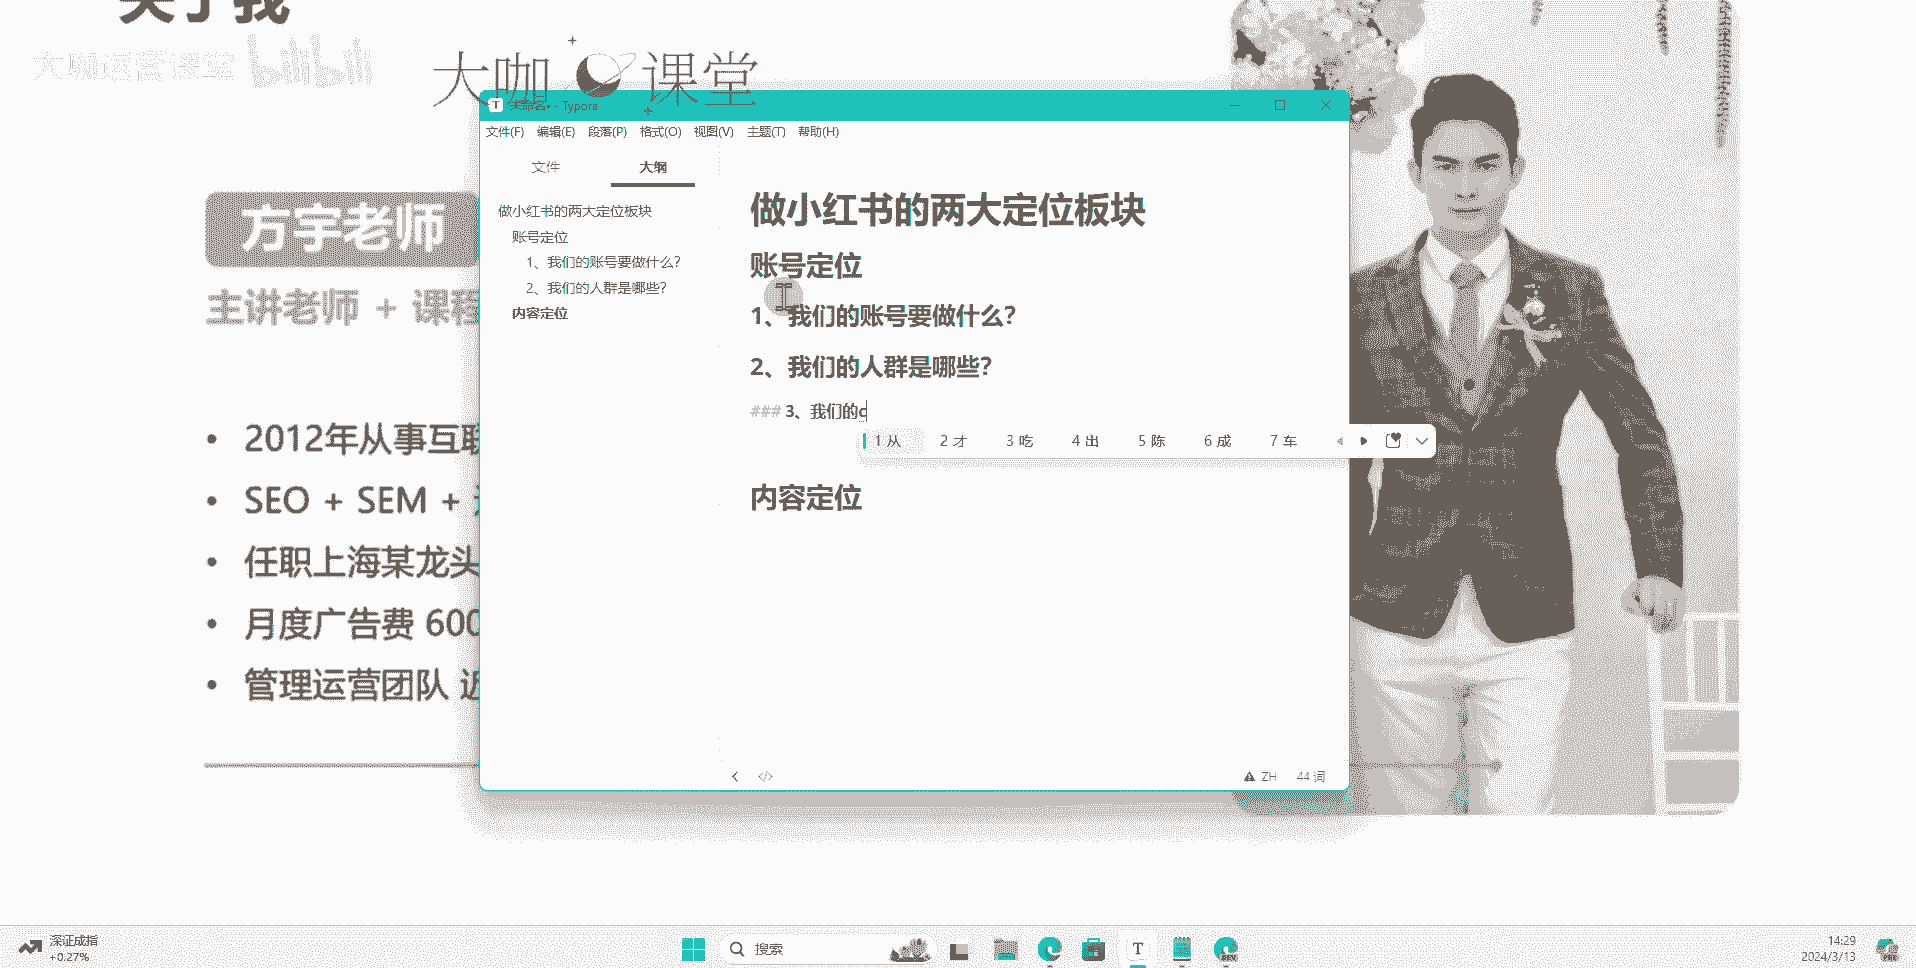 关于我
大咖运营课堂 bilibili
大咖课堂
方宇老师
主讲老师 + 课程
2012年从事互联
SEO + SEM +
任职上海某龙头
月度广告费 600
管理运营团队 近
未命名• - Typora
文件(F) 编辑(E) 段落(P) 格式(O) 视图(V) 主题(T) 帮助(H)
文件 大纲
做小红书的两大定位板块
账号定位
1、我们的账号要做什么？
2、我们的人群是哪些？
内容定位
做小红书的两大定位板块
账号定位
1、我们的账号要做什么？
2、我们的人群是哪些？
### 3、我们的c
1 从 2 才 3 吃 4 出 5 陈 6 成 7 车
内容定位
ZH 44 词
深证成指
+0.27%
搜索
T
DEV
14:29
2024/3/13
PRE